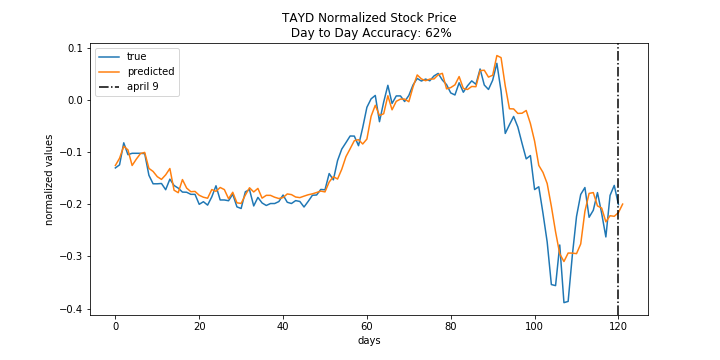 TAYD Normalized Stock Price
Day to Day Accuracy: 62%
true
predicted
april 9
normalized values
0.1
0.0
−0.1
−0.2
−0.3
−0.4
0
20
40
60
80
100
120
days